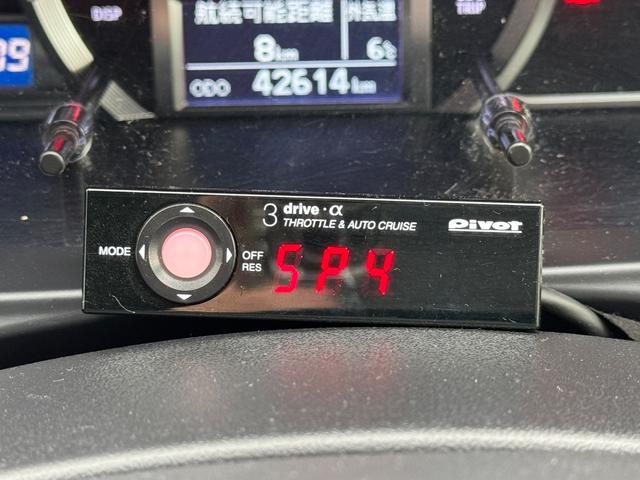 DSP
TRIP
航続可能距離
外気温
8km
6℃
ODO 42614km
3 drive・α
THROTTLE & AUTO CRUISE
Pivot
MODE
OFF
RES
SP4